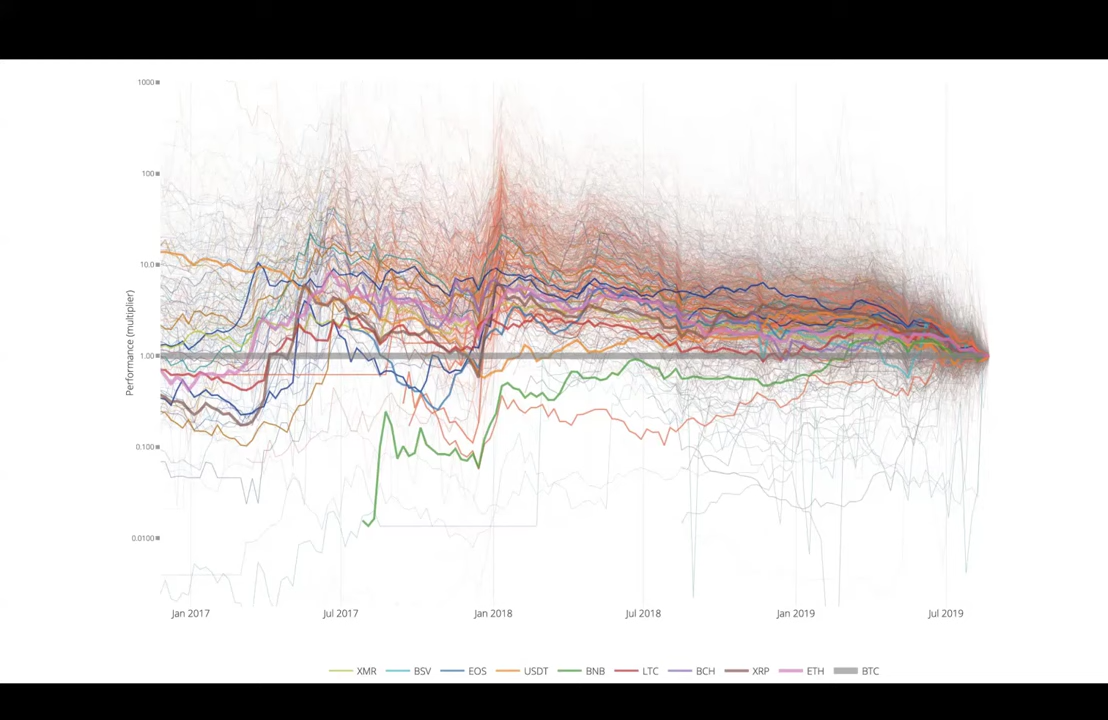 1000
100
10.0
Performance (multiplier)
1.00
0.100
0.0100
Jan 2017 Jul 2017 Jan 2018 Jul 2018 Jan 2019 Jul 2019
XMR BSV EOS USDT BNB LTC BCH XRP ETH BTC